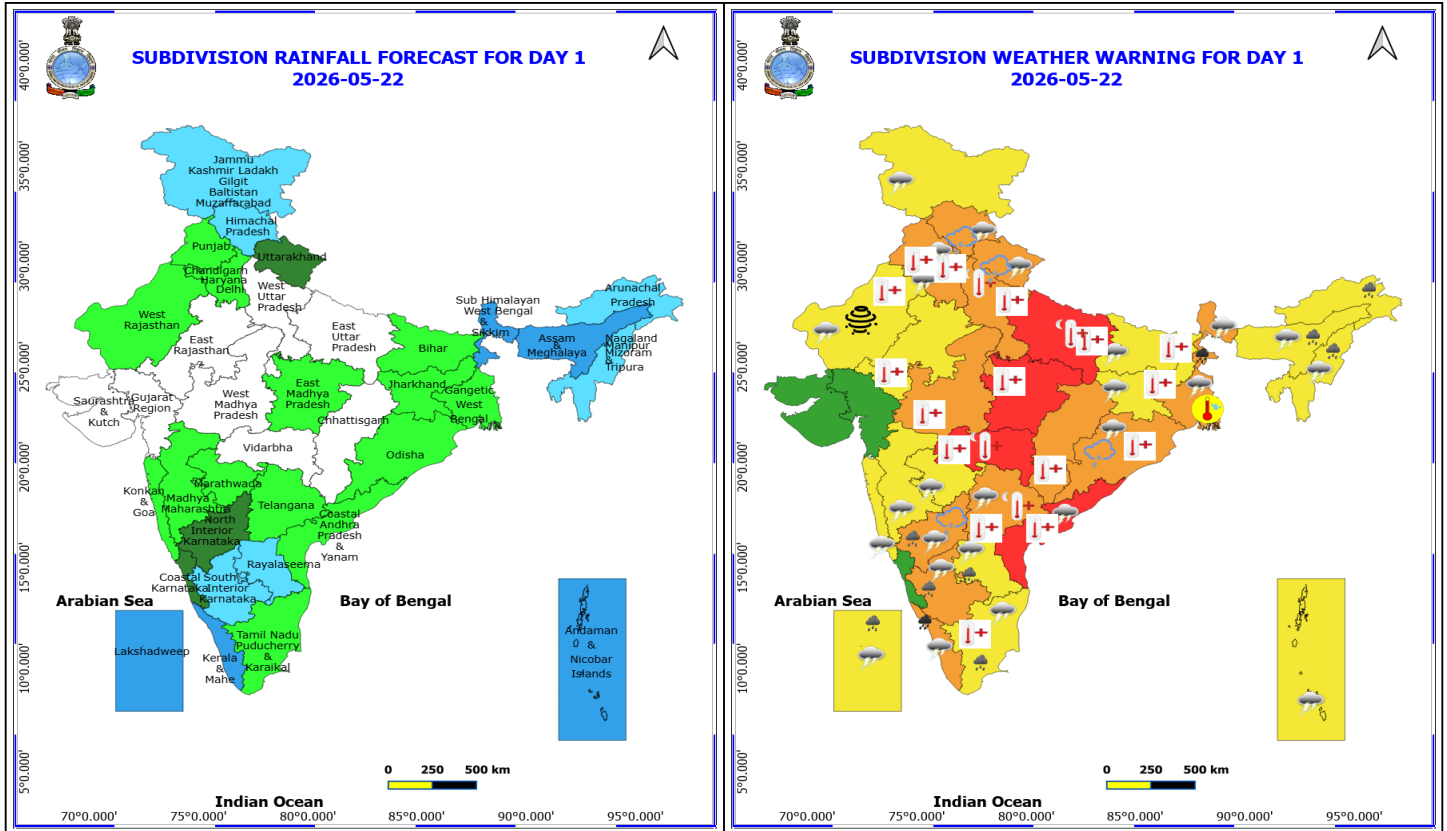 SUBDIVISION RAINFALL FORECAST FOR DAY 1
2026-05-22
40°0.000'
35°0.000'
30°0.000'
25°0.000'
20°0.000'
15°0.000'
10°0.000'
5°0.000'
Jammu
Kashmir Ladakh
Gilgit
Baltistan
Muzaffarabad
Himachal
Pradesh
Punjab
Uttarakhand
Chandigarh
Haryana
Delhi
West
Uttar
Pradesh
West
Rajasthan
East
Rajasthan
East
Uttar
Pradesh
Sub Himalayan
West Bengal
&
Sikkim
Arunachal
Pradesh
Assam
&
Meghalaya
Nagaland
Manipur
Mizoram
&
Tripura
Bihar
Jharkhand
Gangetic
West
Bengal
Saurashtra
&
Kutch
Gujarat
Region
West
Madhya
Pradesh
East
Madhya
Pradesh
Chhattisgarh
Vidarbha
Odisha
Konkan
&
Goa
Marathwada
Madhya
Maharashtra
Telangana
North
Interior
Karnataka
Coastal
Andhra
Pradesh
&
Yanam
Rayalaseema
Coastal
Karnataka
South
Interior
Karnataka
Arabian Sea
Bay of Bengal
Lakshadweep
Kerala
&
Mahe
Tamil Nadu
Puducherry
&
Karaikal
Andaman
&
Nicobar
Islands
0 250 500 km
Indian Ocean
70°0.000' 75°0.000' 80°0.000' 85°0.000' 90°0.000' 95°0.000'
SUBDIVISION WEATHER WARNING FOR DAY 1
2026-05-22
40°0.000'
35°0.000'
30°0.000'
25°0.000'
20°0.000'
15°0.000'
10°0.000'
5°0.000'
Arabian Sea
Bay of Bengal
0 250 500 km
Indian Ocean
70°0.000' 75°0.000' 80°0.000' 85°0.000' 90°0.000' 95°0.000'